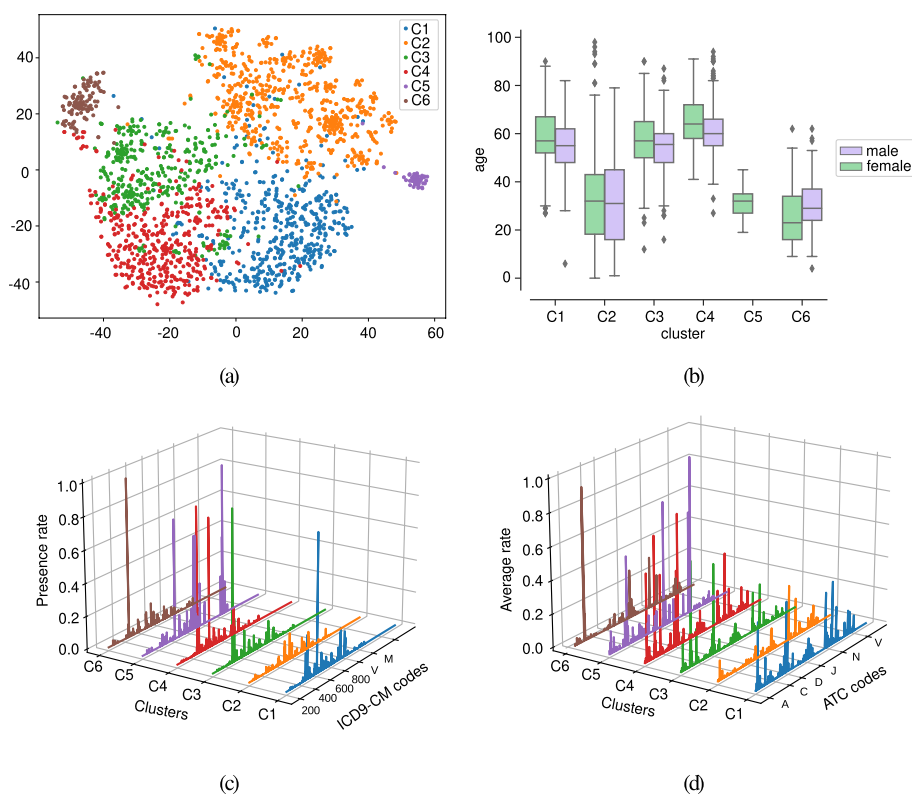 C1
C2
C3
C4
C5
C6
40
20
0
-20
-40
-40 -20 0 20 40 60
(a)
100
80
60
40
20
0
age
male
female
C1 C2 C3 C4 C5 C6
cluster
(b)
1.0
0.8
0.6
0.4
0.2
0.0
Presence rate
C6 C5 C4 C3 C2 C1
Clusters
200 400 600 800 V M
ICD9-CM codes
(c)
1.0
0.8
0.6
0.4
0.2
0.0
Average rate
C6 C5 C4 C3 C2 C1
Clusters
A C D J N V
ATC codes
(d)